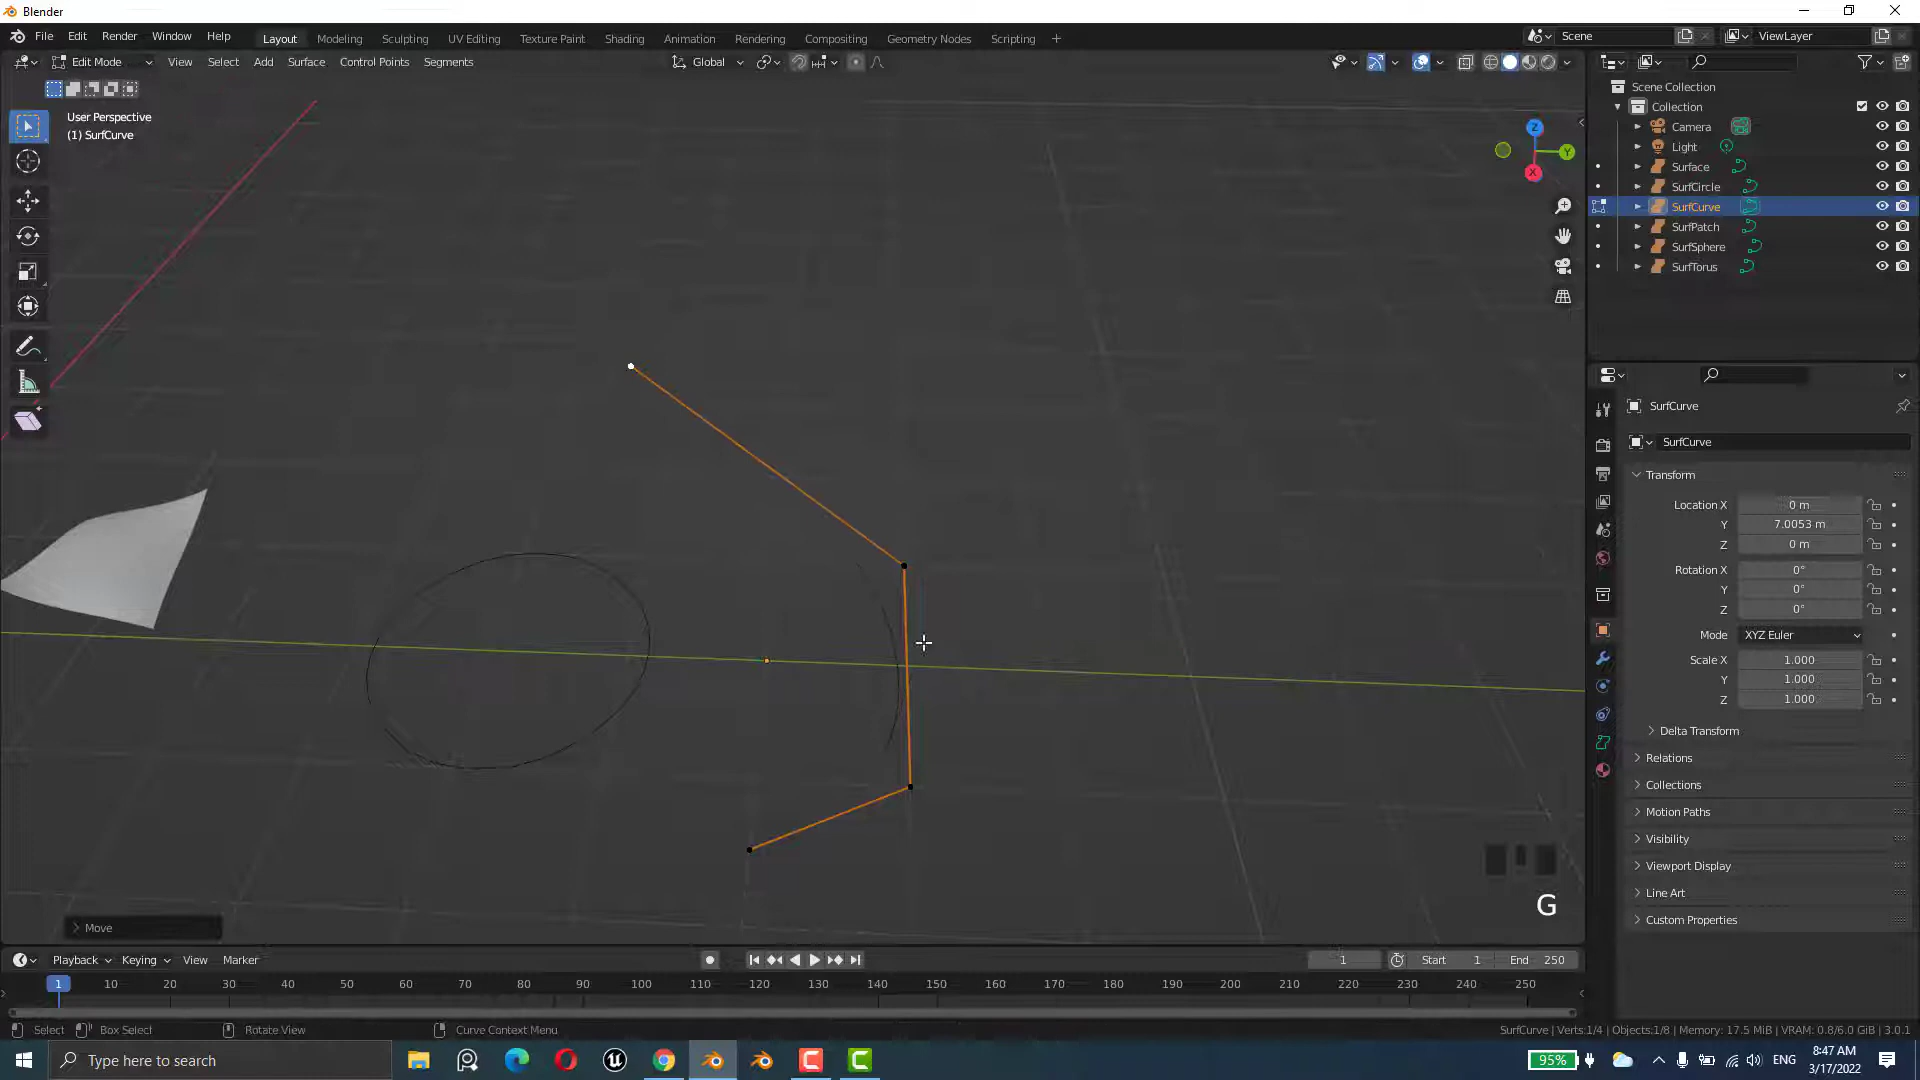 Blender
File Edit Render Window Help
Layout Modeling Sculpting UV Editing Texture Paint Shading Animation Rendering Compositing Geometry Nodes Scripting +
Scene
ViewLayer
Edit Mode View Select Add Surface Control Points Segments
Global
User Perspective
(1) SurfCurve
Z
Y
X
Scene Collection
Collection
Camera
Light
Surface
SurfCircle
SurfCurve
SurfPatch
SurfSphere
SurfTorus
SurfCurve
SurfCurve
Transform
Location X 0 m
Y 7.0053 m
Z 0 m
Rotation X 0°
Y 0°
Z 0°
Mode XYZ Euler
Scale X 1.000
Y 1.000
Z 1.000
Delta Transform
Relations
Collections
Motion Paths
Visibility
Viewport Display
Line Art
Custom Properties
G
Move
Playback Keying View Marker
1 Start 1 End 250
1 10 20 30 40 50 60 70 80 90 100 110 120 130 140 150 160 170 180 190 200 210 220 230 240 250
Select Box Select Rotate View Curve Context Menu
SurfCurve | Verts:1/4 | Objects:1/8 | Memory: 17.5 MiB | VRAM: 0.8/6.0 GiB | 3.0.1
Type here to search
95%
ENG
8:47 AM
3/17/2022